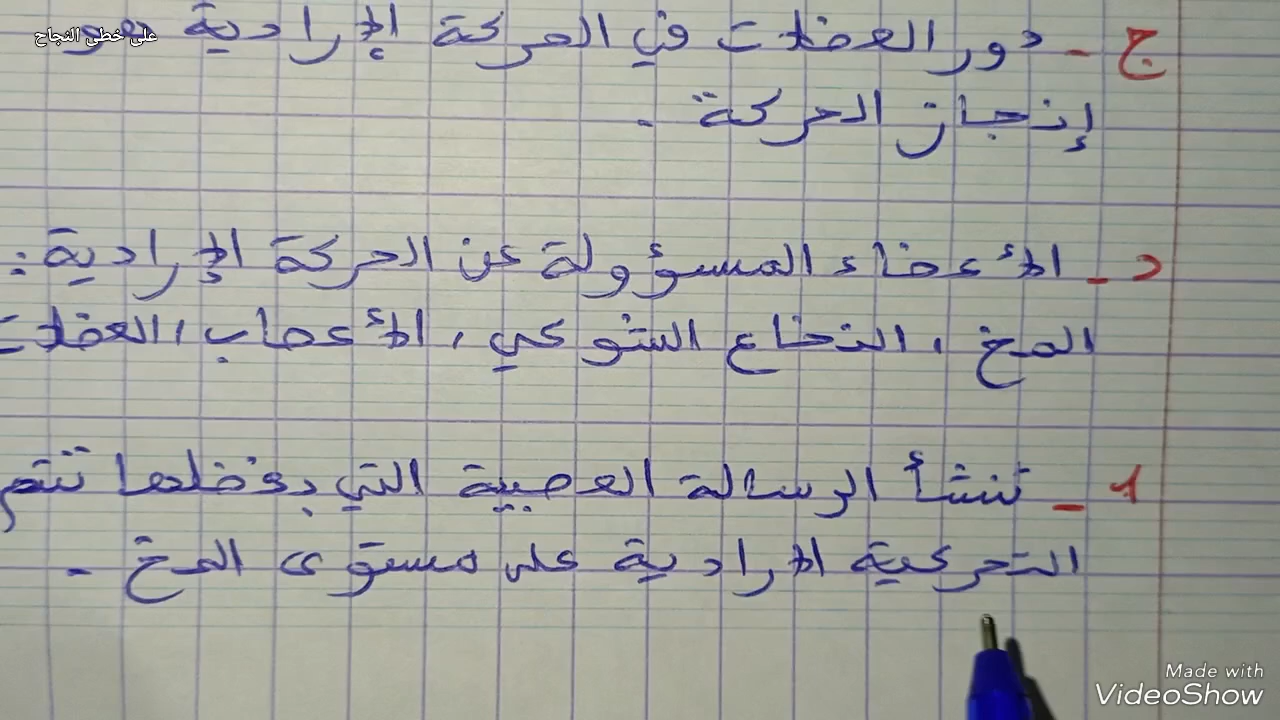 على خطى النجاح
ج - دور العضلات في الحركة الإرادية هو
إنجاز الحركة .
د - الأعضاء المسؤولة عن الحركة الإرادية :
المخ ، النخاع الشوكي ، الأعصاب ، العضلات
1 - تنشأ الرسالة العصبية التي بفضلها تتم
التحركية الارادية على مستوى المخ .
Made with
VideoShow